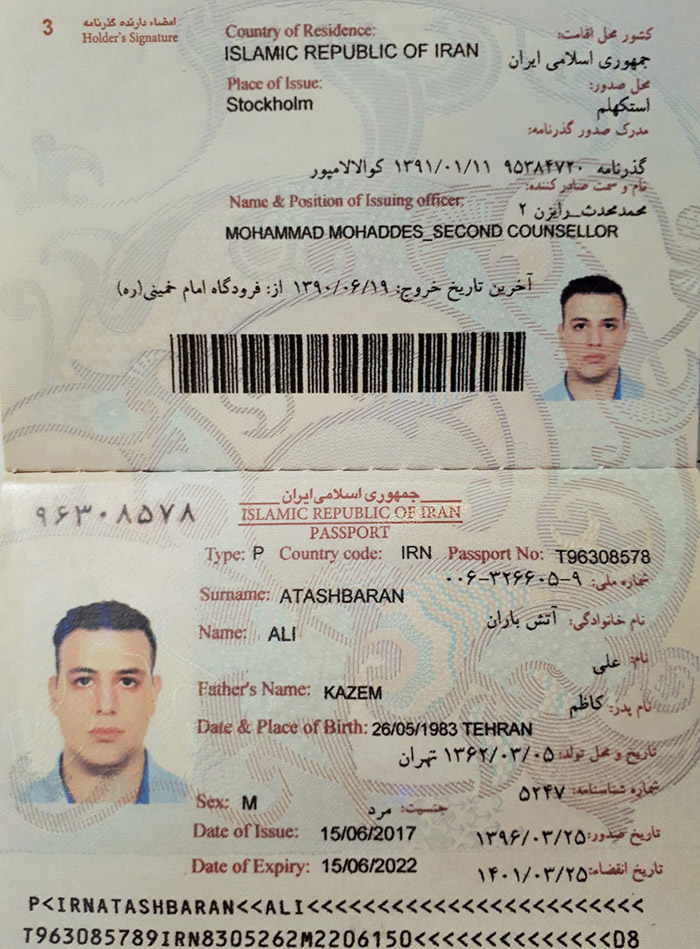 3
امضاء دارنده گذرنامه
Holder's Signature
Country of Residence: کشور محل اقامت:
ISLAMIC REPUBLIC OF IRAN جمهوری اسلامی ایران
Place of Issue: محل صدور:
Stockholm استکهلم
مدرک صدور گذرنامه:
گذرنامه ۹۵۳۸۴۷۲۰ ۱۳۹۱/۰۱/۱۱ کوالالامپور
نام و سمت صادر کننده:
Name & Position of Issuing officer:
محمدمحدث_رایزن ۲
MOHAMMAD MOHADDES_SECOND COUNSELLOR
آخرین تاریخ خروج: ۱۳۹۰/۰۶/۱۹ از: فرودگاه امام خمینی(ره)
۹۶۳۰۸۵۷۸
جمهوری اسلامی ایران
ISLAMIC REPUBLIC OF IRAN
PASSPORT
Type: P Country code: IRN Passport No: T96308578
شماره ملی: ۰۰۶-۳۲۶۶۰۵-۹
Surname: ATASHBARAN
نام خانوادگی: آتش باران
Name: ALI
نام: علی
Father's Name: KAZEM
نام پدر: کاظم
Date & Place of Birth: 26/05/1983 TEHRAN
تاریخ و محل تولد: ۱۳۶۲/۰۳/۰۵ تهران
شماره شناسنامه: ۵۲۴۷
Sex: M جنسیت: مرد
Date of Issue: 15/06/2017 تاریخ صدور: ۱۳۹۶/۰۳/۲۵
Date of Expiry: 15/06/2022 تاریخ انقضاء: ۱۴۰۱/۰۳/۲۵
P<IRNATASHBARAN<<ALI<<<<<<<<<<<<<<<<<<<<<<<<
T963085789IRN8305262M2206150<<<<<<<<<<<<<<08